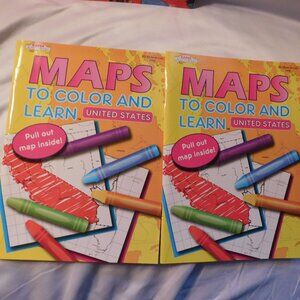 MAPS
TO COLOR AND
LEARN UNITED STATES
Pull out
map inside!
MAPS
TO COLOR AND
LEARN UNITED STATES
Pull out
map inside!